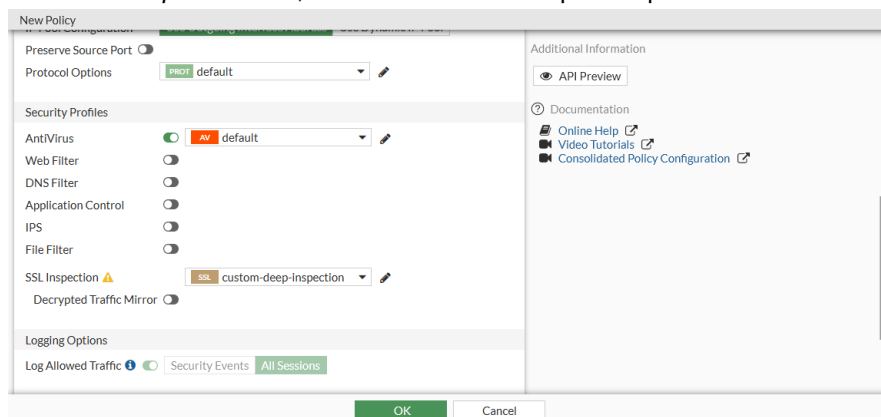 New Policy
Preserve Source Port
Protocol Options PROT default
Security Profiles
AntiVirus AV default
Web Filter
DNS Filter
Application Control
IPS
File Filter
SSL Inspection SSL custom-deep-inspection
Decrypted Traffic Mirror
Logging Options
Log Allowed Traffic Security Events All Sessions
Additional Information
API Preview
Documentation
Online Help
Video Tutorials
Consolidated Policy Configuration
OK Cancel